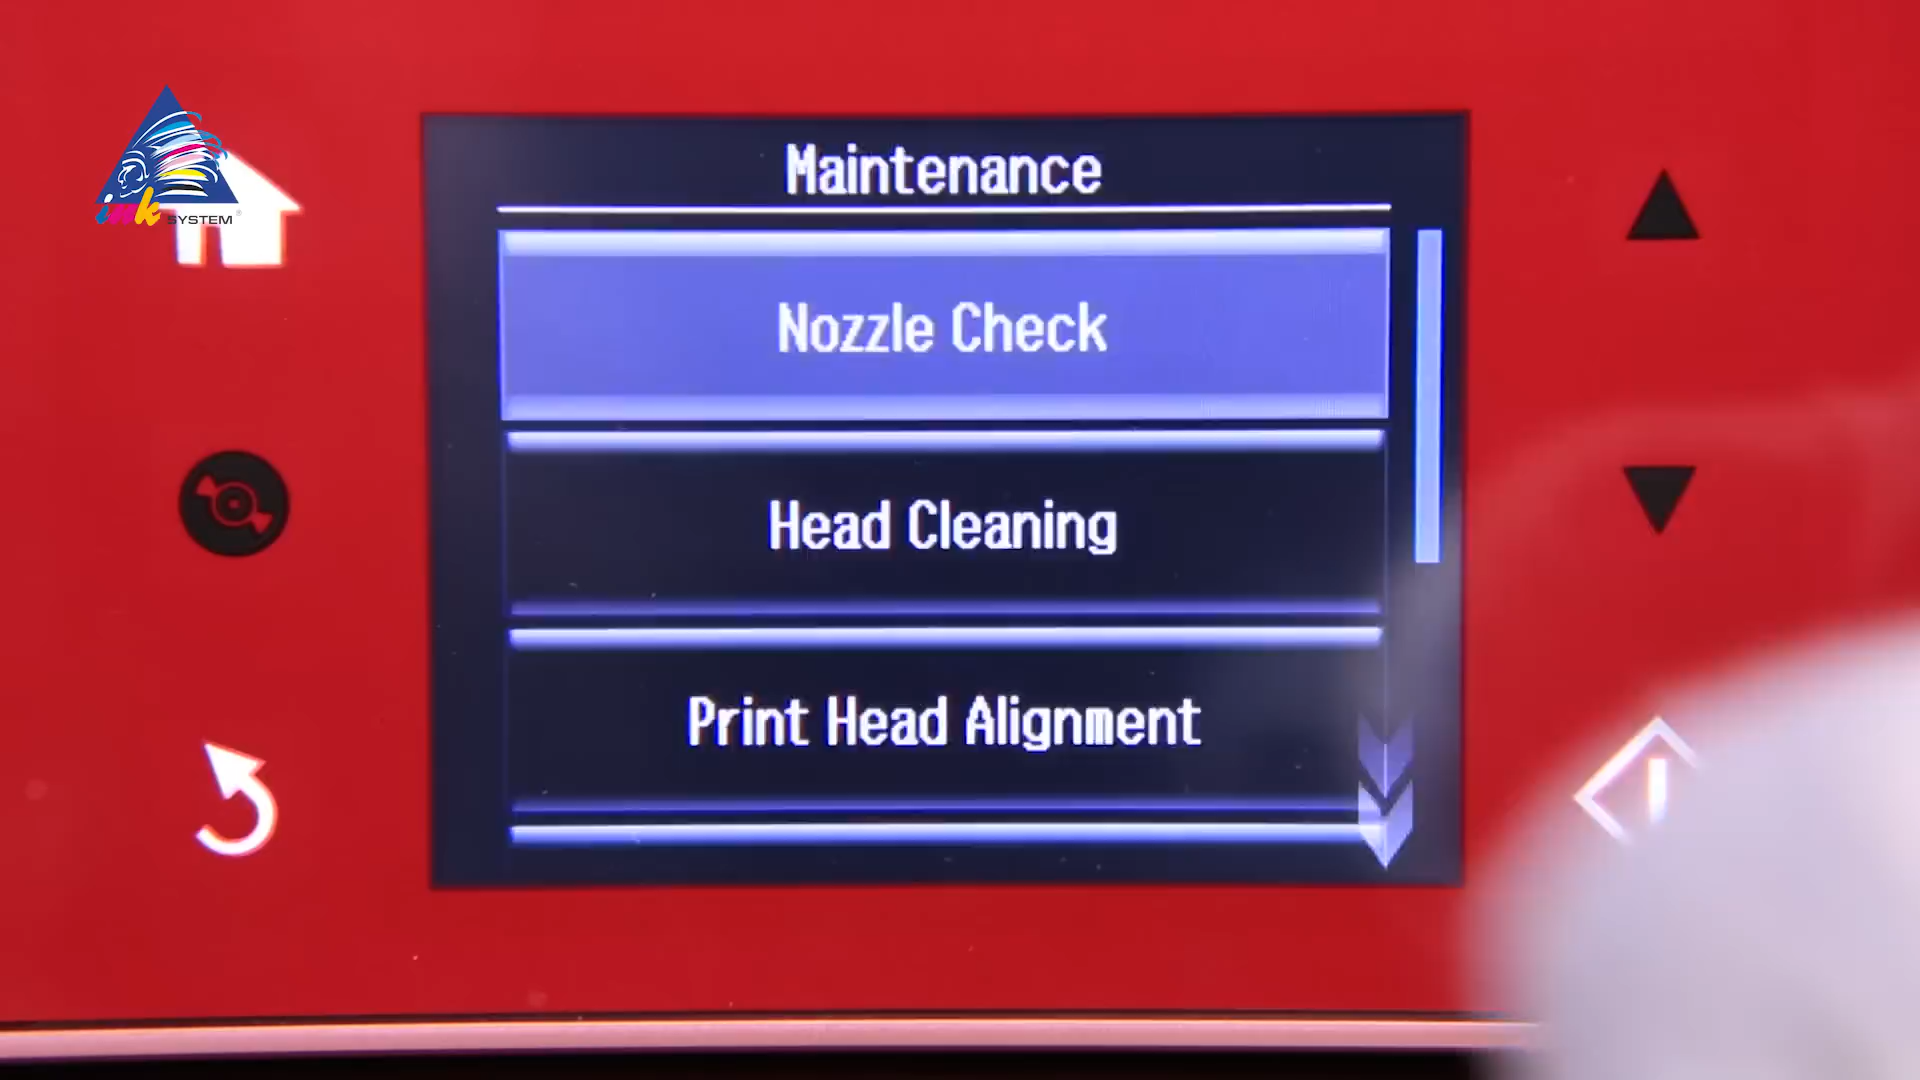 ink
SYSTEM®
Maintenance
Nozzle Check
Head Cleaning
Print Head Alignment